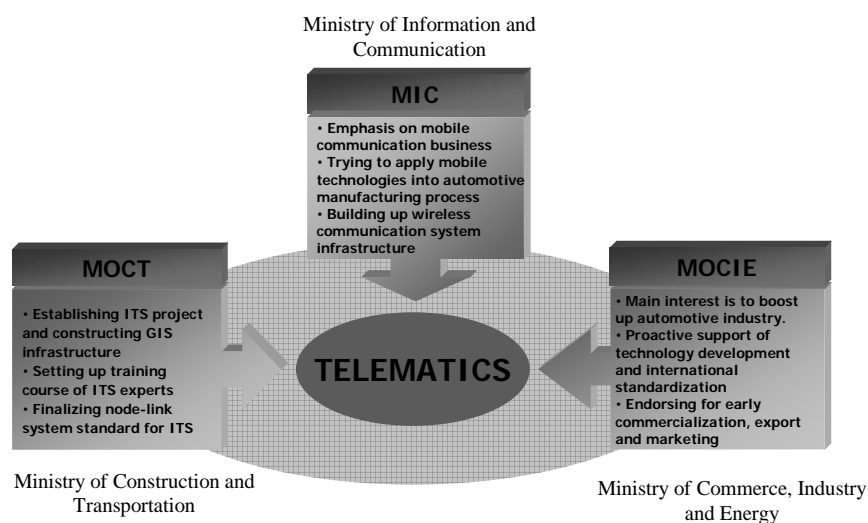 Ministry of Information and
Communication
MIC
• Emphasis on mobile
communication business
• Trying to apply mobile
technologies into automotive
manufacturing process
• Building up wireless
communication system
infrastructure
MOCT
• Establishing ITS project
and constructing GIS
infrastructure
• Setting up training
course of ITS experts
• Finalizing node-link
system standard for ITS
TELEMATICS
MOCIE
• Main interest is to boost
up automotive industry.
• Proactive support of
technology development
and international
standardization
• Endorsing for early
commercialization, export
and marketing
Ministry of Construction and
Transportation
Ministry of Commerce, Industry
and Energy